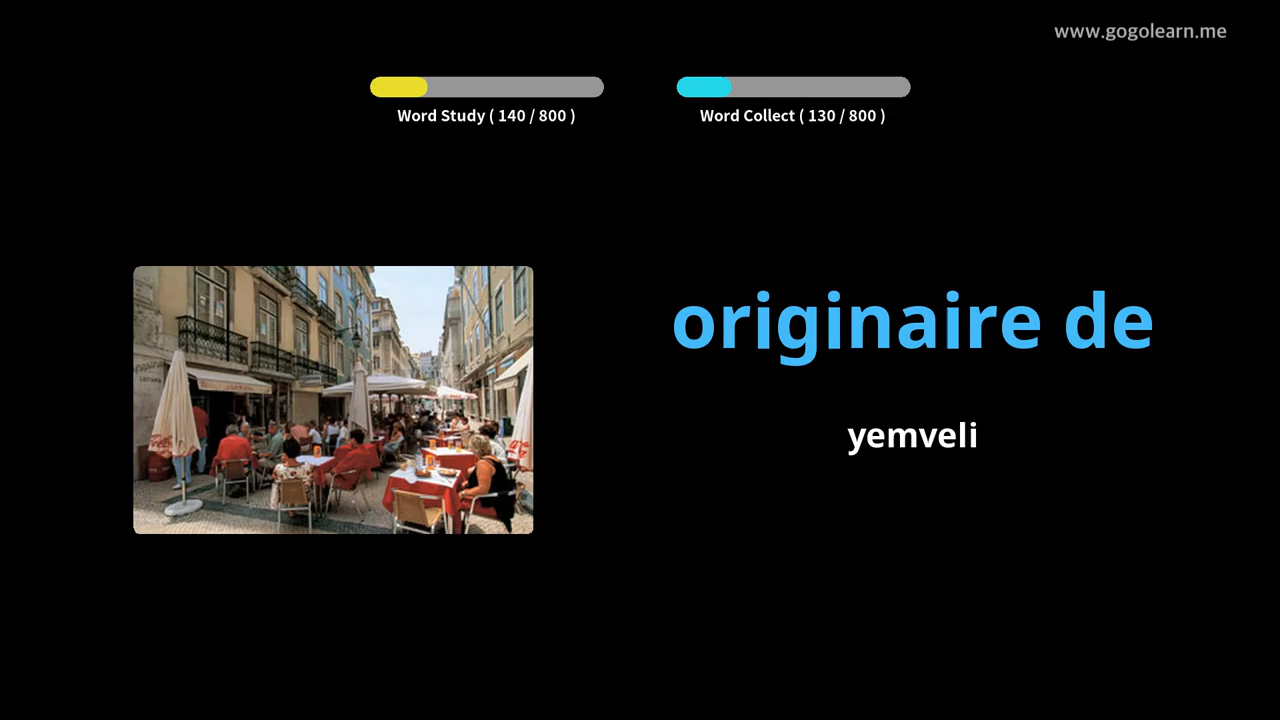 www.gogolearn.me
Word Study ( 140 / 800 )
Word Collect ( 130 / 800 )
originaire de
yemveli